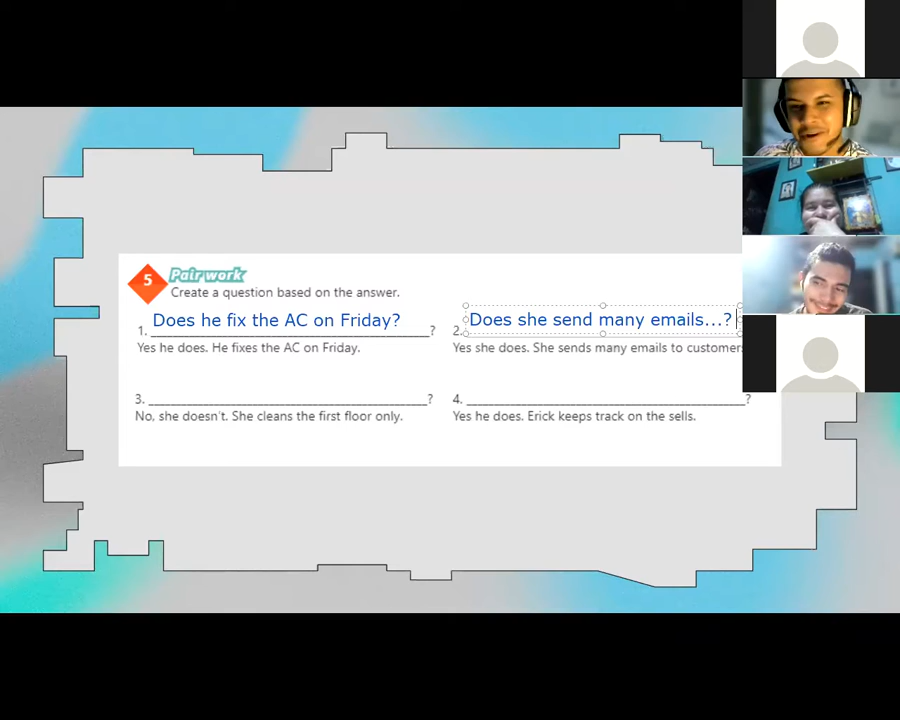 5 Pair work
Create a question based on the answer.
Does he fix the AC on Friday?
1. ?
Yes he does. He fixes the AC on Friday.
Does she send many emails...?
2.
Yes she does. She sends many emails to customer
3. ?
No, she doesn't. She cleans the first floor only.
4. ?
Yes he does. Erick keeps track on the sells.